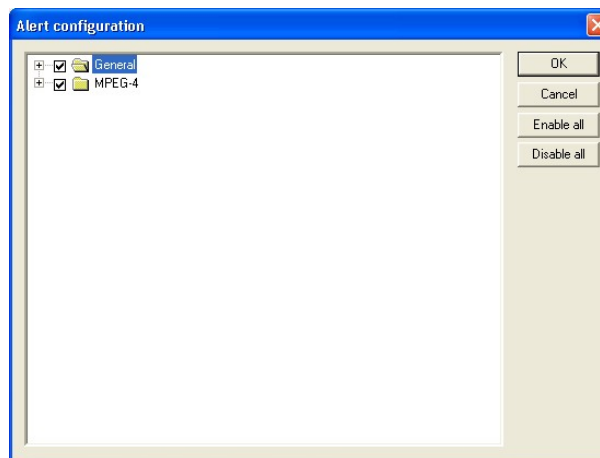 Alert configuration
General
MPEG-4
OK
Cancel
Enable all
Disable all